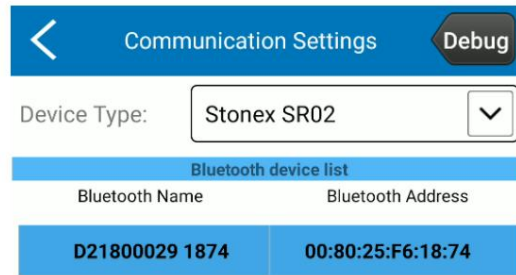 Communication Settings Debug
Device Type: Stonex SR02
Bluetooth device list
Bluetooth Name Bluetooth Address
D21800029 1874 00:80:25:F6:18:74